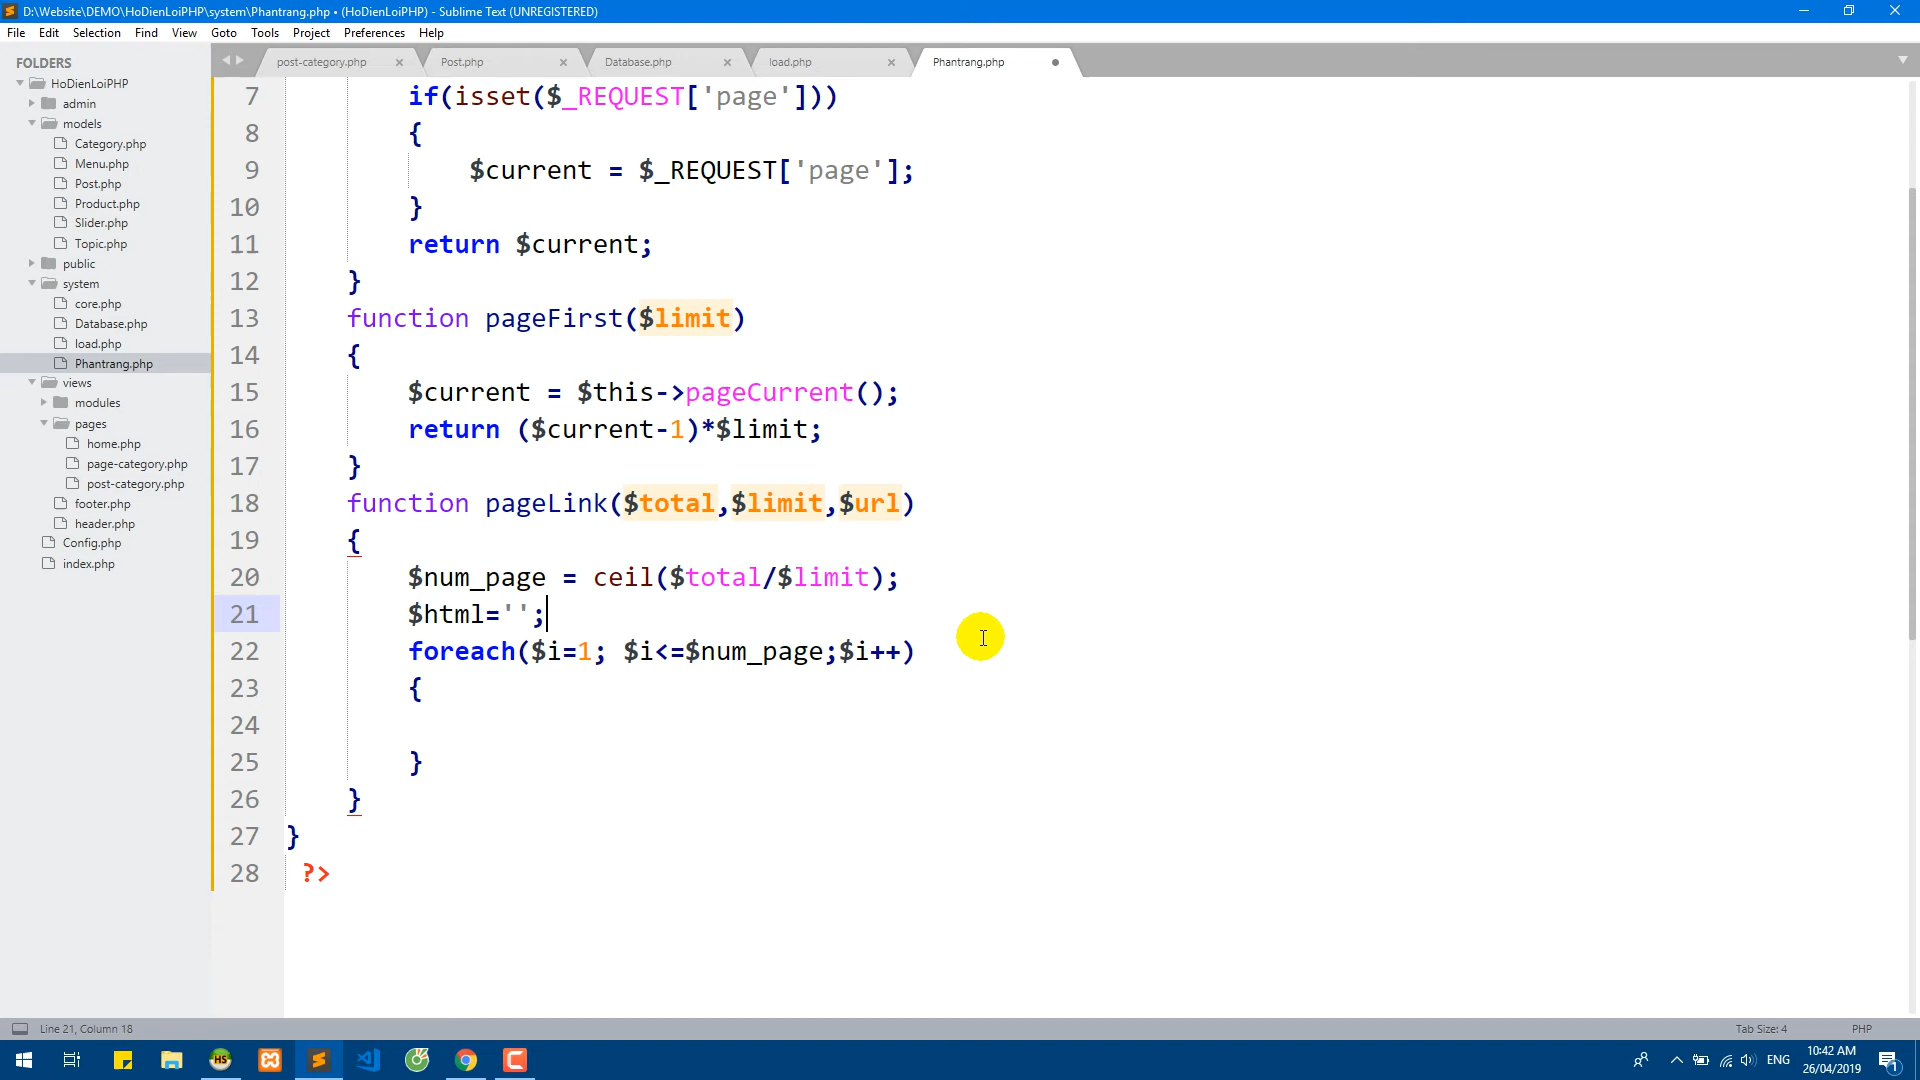 D:\Website\DEMO\HoDienLoiPHP\system\Phantrang.php • (HoDienLoiPHP) - Sublime Text (UNREGISTERED)
File Edit Selection Find View Goto Tools Project Preferences Help
FOLDERS
HoDienLoiPHP
admin
models
Category.php
Menu.php
Post.php
Product.php
Slider.php
Topic.php
public
system
core.php
Database.php
load.php
Phantrang.php
views
modules
pages
home.php
page-category.php
post-category.php
footer.php
header.php
Config.php
index.php
post-category.php Post.php Database.php load.php Phantrang.php
7 if(isset($_REQUEST['page']))
8 {
9 $current = $_REQUEST['page'];
10 }
11 return $current;
12 }
13 function pageFirst($limit)
14 {
15 $current = $this->pageCurrent();
16 return ($current-1)*$limit;
17 }
18 function pageLink($total,$limit,$url)
19 {
20 $num_page = ceil($total/$limit);
21 $html='';
22 foreach($i=1; $i<=$num_page;$i++)
23 {
24
25 }
26 }
27 }
28 ?>
Line 21, Column 18 Tab Size: 4 PHP
HS ENG 10:42 AM
26/04/2019 1